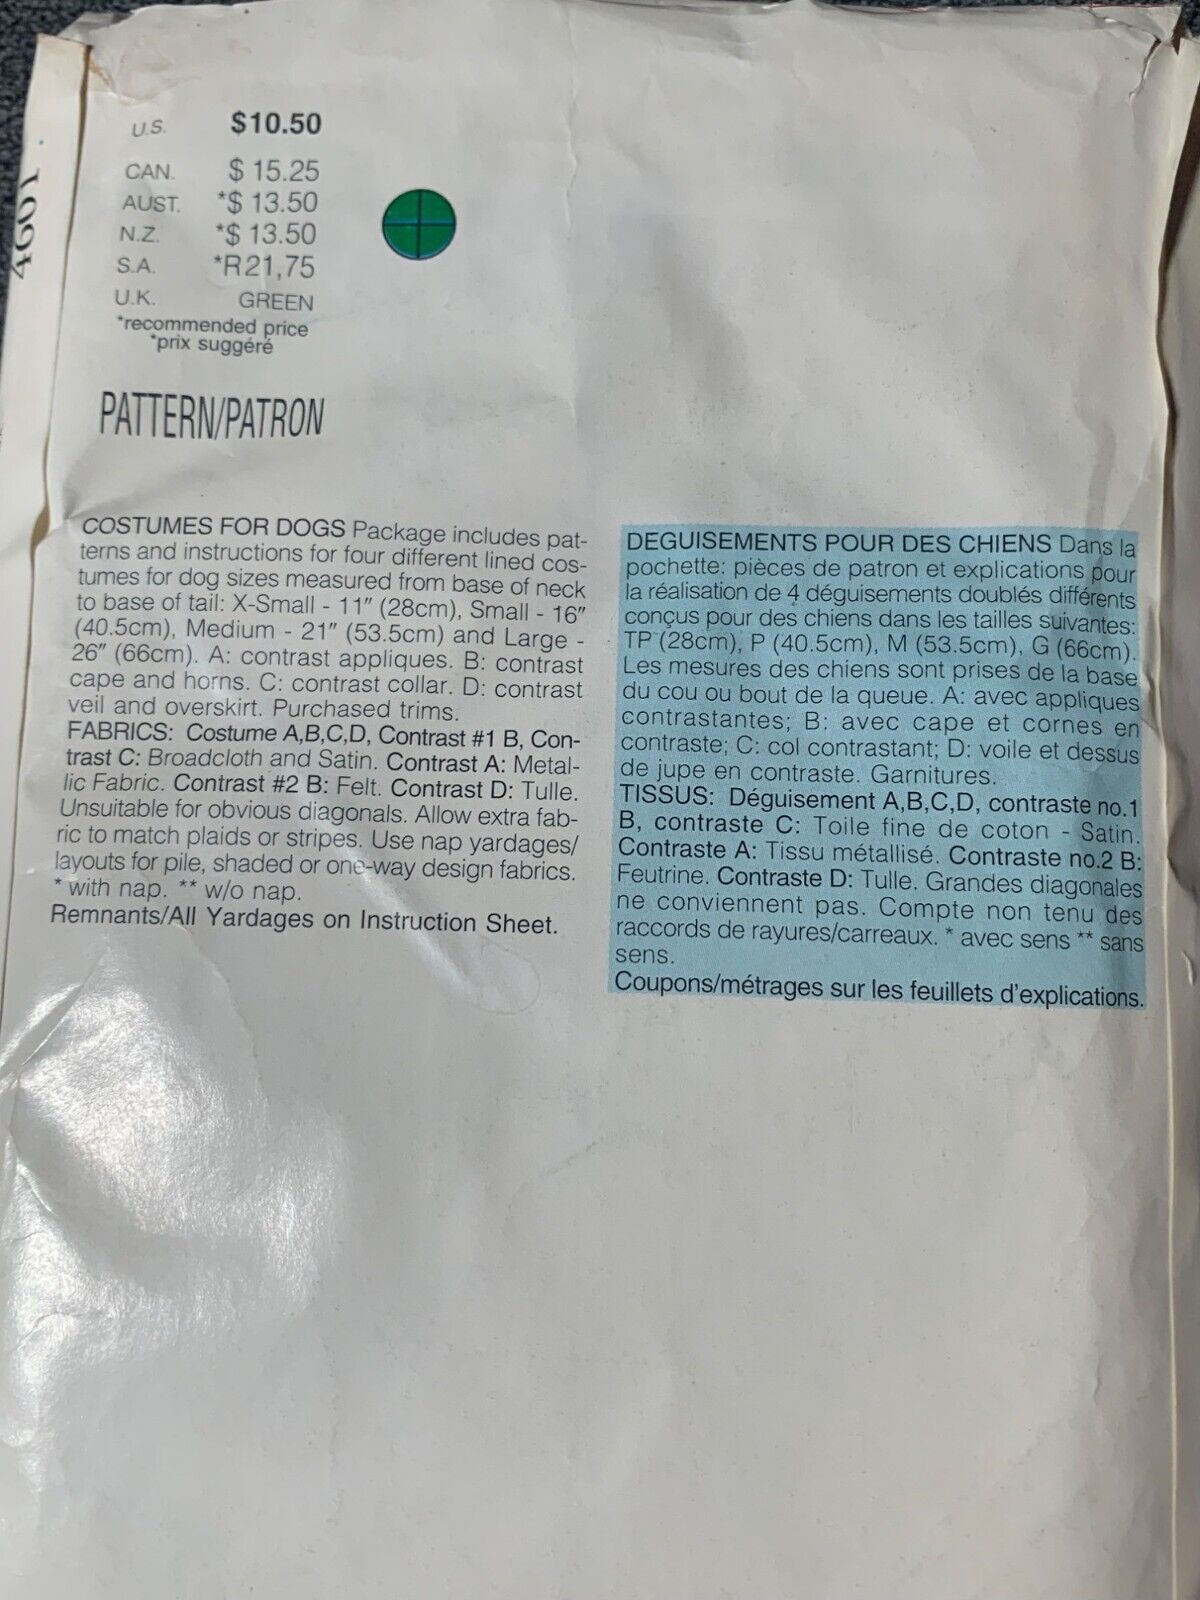 4601
U.S. $10.50
CAN. $ 15.25
AUST. *$ 13.50
N.Z. *$ 13.50
S.A. *R21,75
U.K. GREEN
*recommended price
*prix suggéré
PATTERN/PATRON
COSTUMES FOR DOGS Package includes pat-
terns and instructions for four different lined cos-
tumes for dog sizes measured from base of neck
to base of tail: X-Small - 11" (28cm), Small - 16"
(40.5cm), Medium - 21" (53.5cm) and Large -
26" (66cm). A: contrast appliques. B: contrast
cape and horns. C: contrast collar. D: contrast
veil and overskirt. Purchased trims.
FABRICS: Costume A,B,C,D, Contrast #1 B, Con-
trast C: Broadcloth and Satin. Contrast A: Metal-
lic Fabric. Contrast #2 B: Felt. Contrast D: Tulle.
Unsuitable for obvious diagonals. Allow extra fab-
ric to match plaids or stripes. Use nap yardages/
layouts for pile, shaded or one-way design fabrics.
* with nap. ** w/o nap.
Remnants/All Yardages on Instruction Sheet.
DEGUISEMENTS POUR DES CHIENS Dans la
pochette: pièces de patron et explications pour
la réalisation de 4 déguisements doublés différents
conçus pour des chiens dans les tailles suivantes:
TP (28cm), P (40.5cm), M (53.5cm), G (66cm).
Les mesures des chiens sont prises de la base
du cou ou bout de la queue. A: avec appliques
contrastantes; B: avec cape et cornes en
contraste; C: col contrastant; D: voile et dessus
de jupe en contraste. Garnitures.
TISSUS: Déguisement A,B,C,D, contraste no.1
B, contraste C: Toile fine de coton - Satin.
Contraste A: Tissu métallisé. Contraste no.2 B:
Feutrine. Contraste D: Tulle. Grandes diagonales
ne conviennent pas. Compte non tenu des
raccords de rayures/carreaux. * avec sens ** sans
sens.
Coupons/métrages sur les feuillets d'explications.